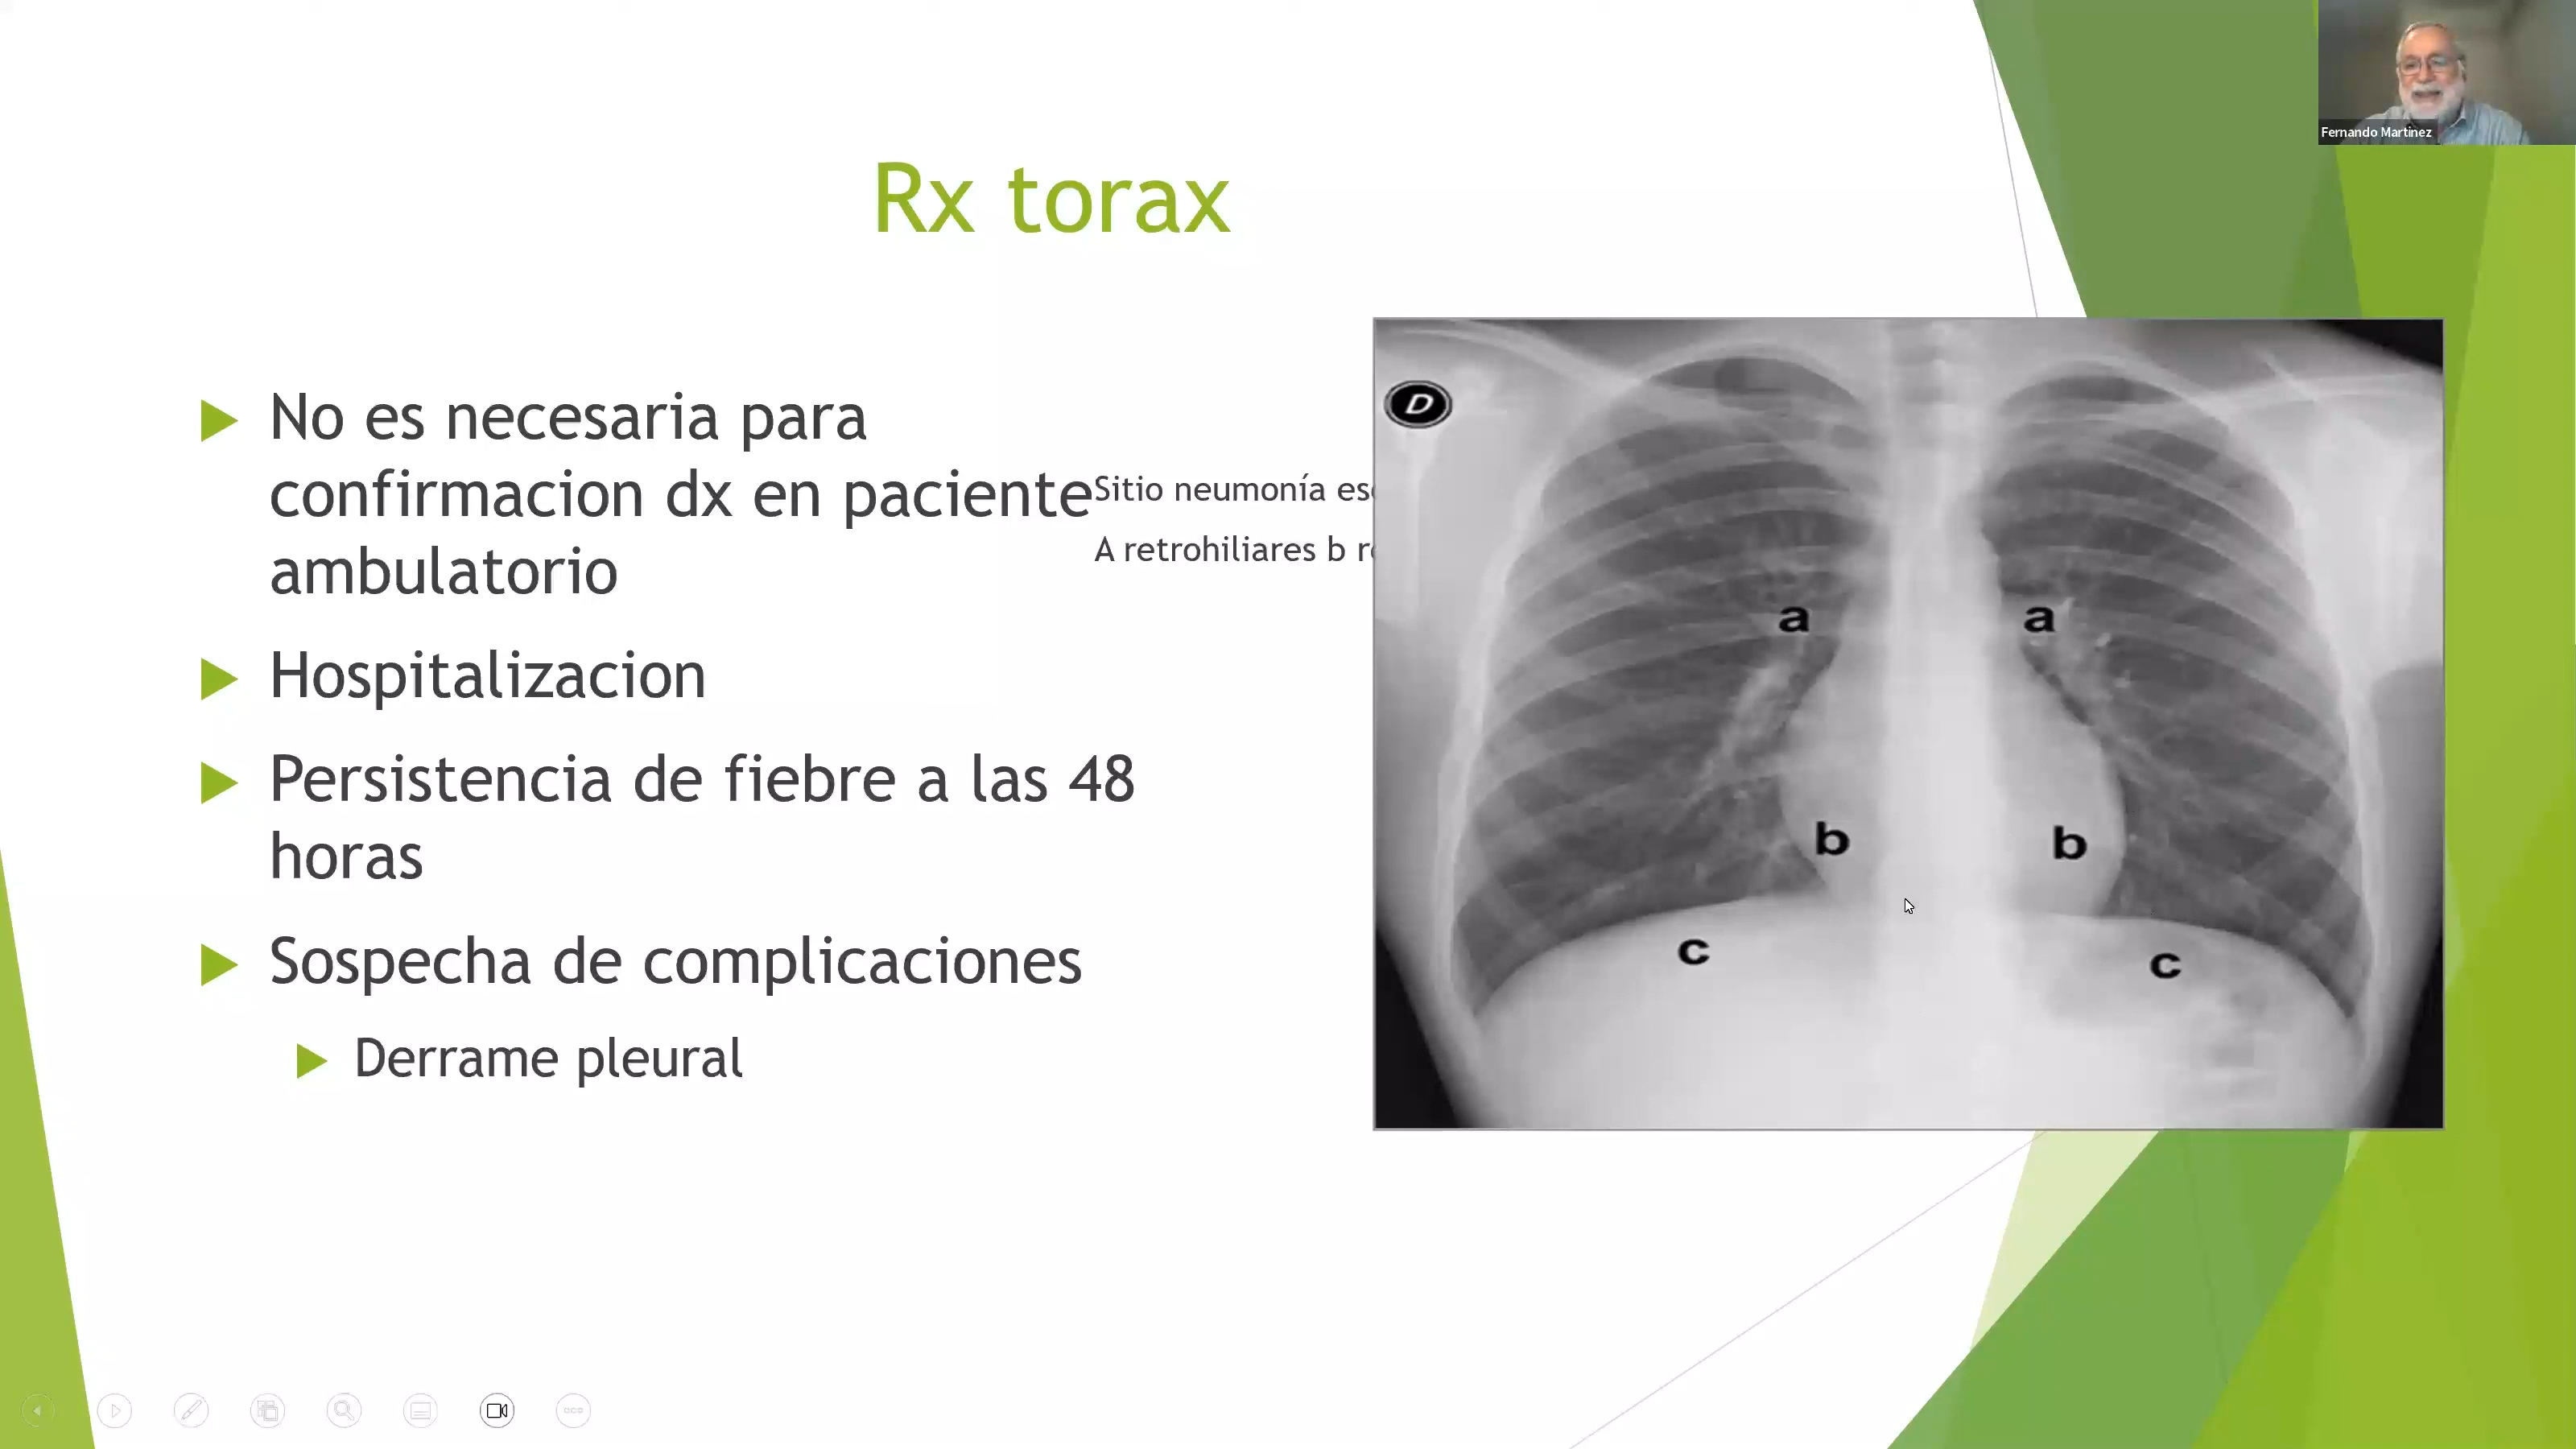 Fernando Martinez
Rx torax
No es necesaria para
confirmacion dx en paciente
ambulatorio
Hospitalizacion
Persistencia de fiebre a las 48
horas
Sospecha de complicaciones
Derrame pleural
Sitio neumonía
A retrohiliares b
D
a a
b b
c c